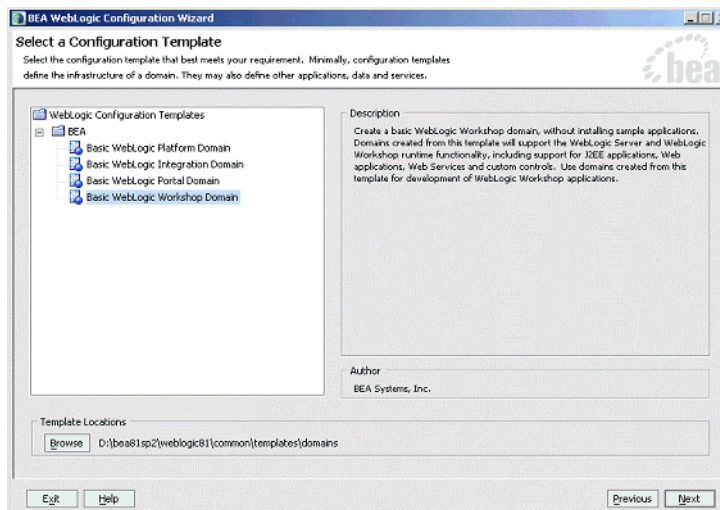 BEA WebLogic Configuration Wizard
Select a Configuration Template
Select the configuration template that best meets your requirement. Minimally, configuration templates
define the infrastructure of a domain. They may also define other applications, data and services.
bea
WebLogic Configuration Templates
BEA
Basic WebLogic Platform Domain
Basic WebLogic Integration Domain
Basic WebLogic Portal Domain
Basic WebLogic Workshop Domain
Description
Create a basic WebLogic Workshop domain, without installing sample applications.
Domains created from this template will support the WebLogic Server and WebLogic
Workshop runtime functionality, including support for J2EE applications, Web
applications, Web Services and custom controls. Use domains created from this
template for development of WebLogic Workshop applications.
Author
BEA Systems, Inc.
Template Locations
Browse D:\bea81sp2\weblogic81\common\templates\domains
Exit Help Previous Next